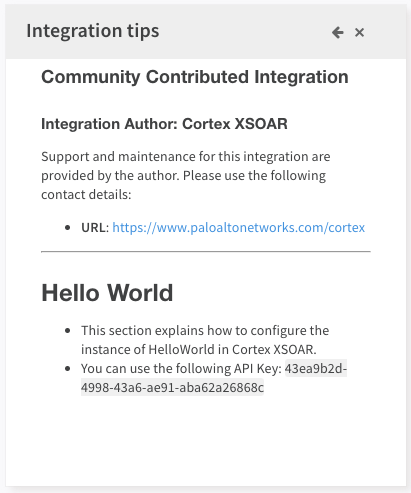 Integration tips
Community Contributed Integration
Integration Author: Cortex XSOAR
Support and maintenance for this integration are
provided by the author. Please use the following
contact details:
• URL: https://www.paloaltonetworks.com/cortex
Hello World
• This section explains how to configure the
instance of HelloWorld in Cortex XSOAR.
• You can use the following API Key: 43ea9b2d-
4998-43a6-ae91-aba62a26868c